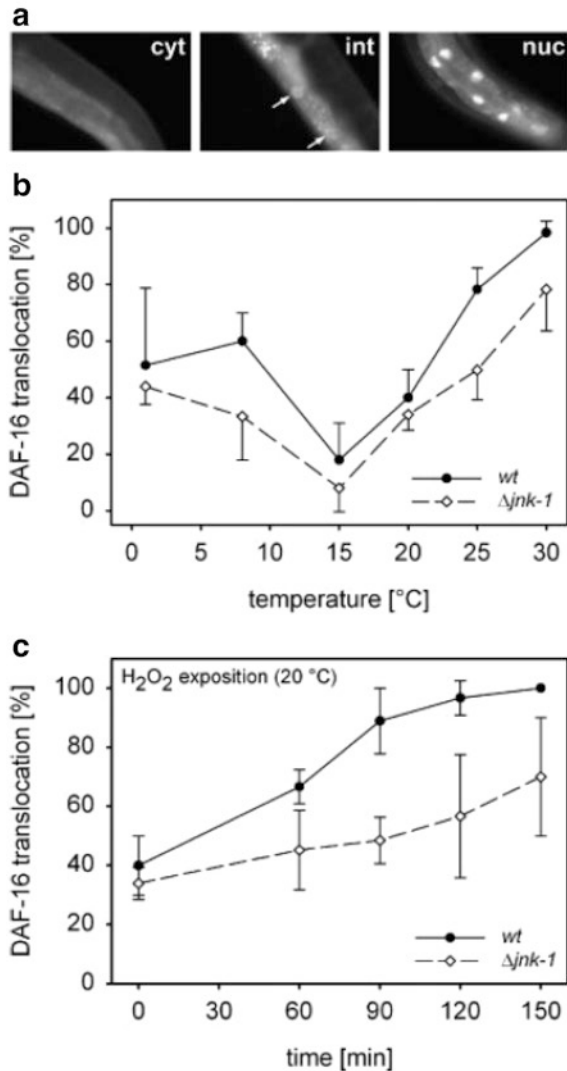 a
cyt int nuc
b
DAF-16 translocation [%]
100
80
60
40
20
0
wt
Δjnk-1
0 5 10 15 20 25 30
temperature [°C]
c
H₂O₂ exposition (20 °C)
DAF-16 translocation [%]
100
80
60
40
20
0
wt
Δjnk-1
0 30 60 90 120 150
time [min]